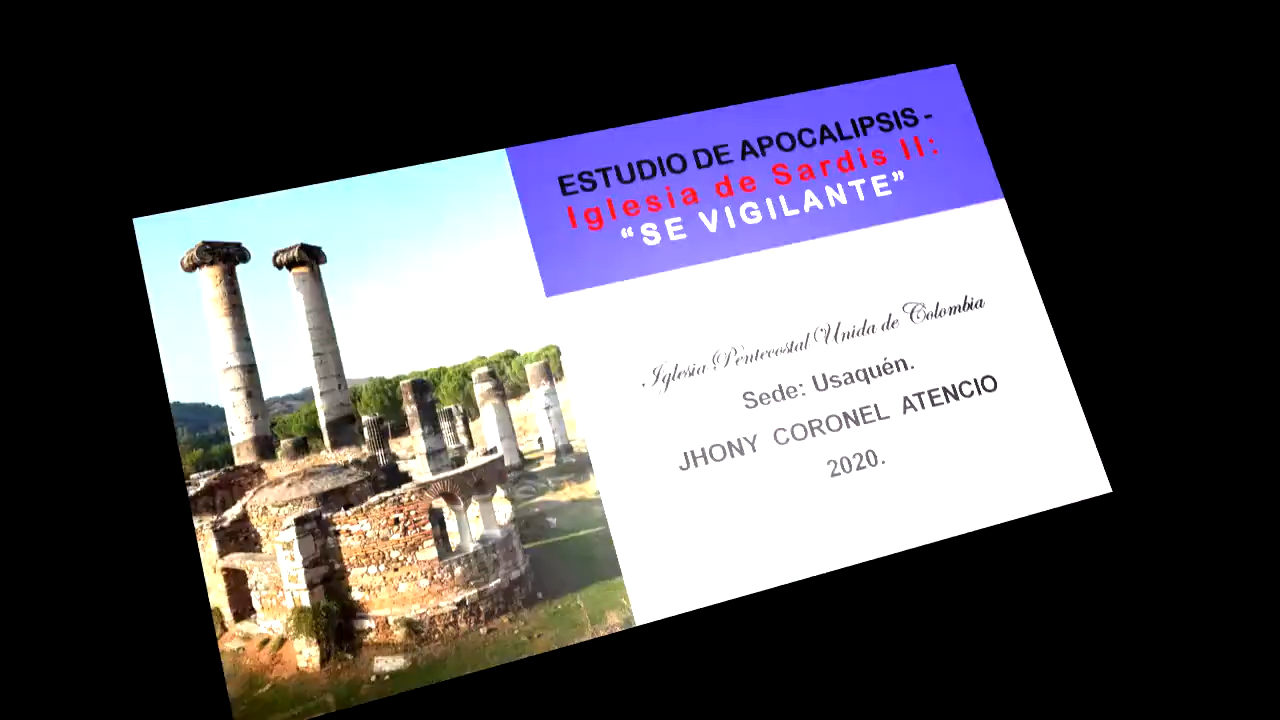 ESTUDIO DE APOCALIPSIS -
Iglesia de Sardis II:
“SE VIGILANTE”
Iglesia Pentecostal Unida de Colombia
Sede: Usaquén.
JHONY CORONEL ATENCIO
2020.